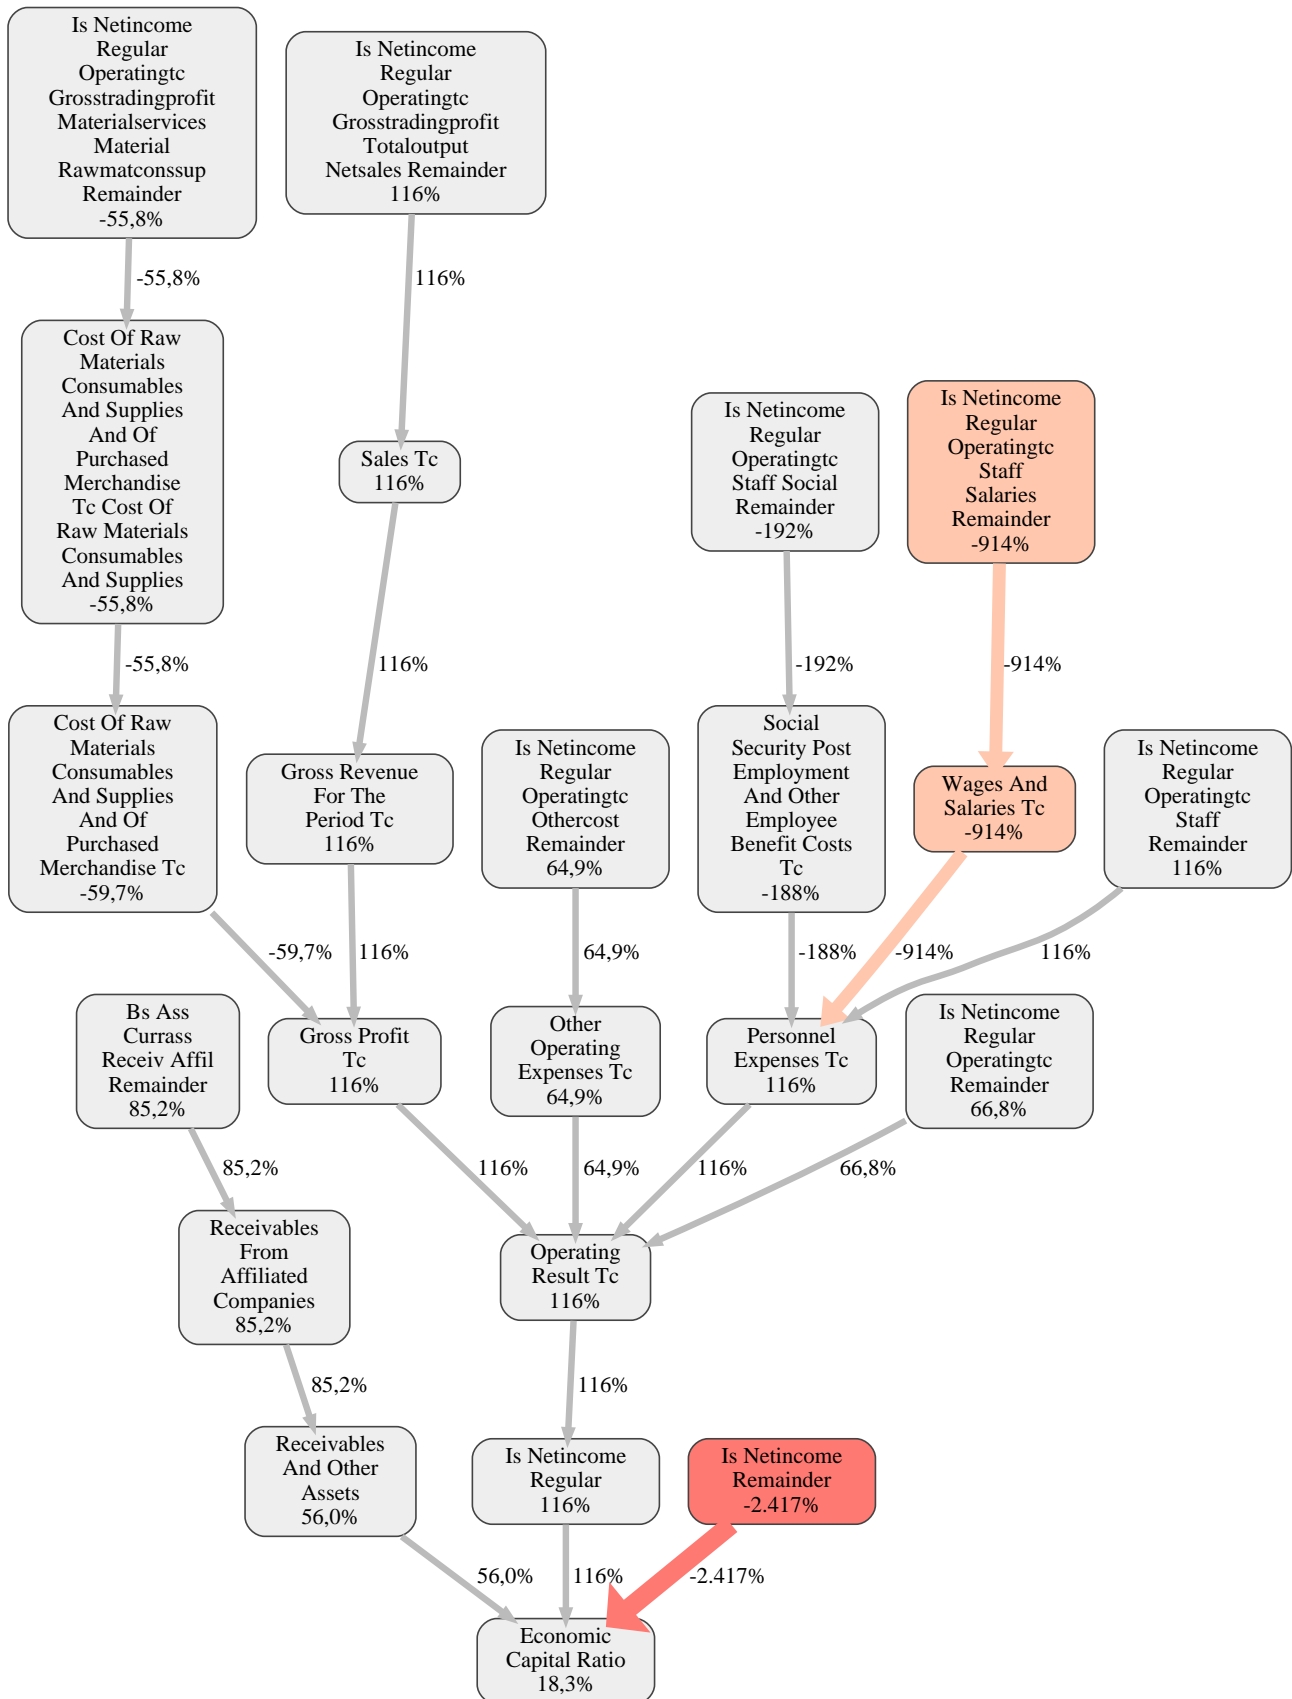 Is Netincome
Regular
Operatingtc
Grosstradingprofit
Materialservices
Material
Rawmatconssup
Remainder
-55,8%
Is Netincome
Regular
Operatingtc
Grosstradingprofit
Totaloutput
Netsales Remainder
116%
-55,8%
116%
Cost Of Raw
Materials
Consumables
And Supplies
And Of
Purchased
Merchandise
Tc Cost Of
Raw Materials
Consumables
And Supplies
-55,8%
Sales Tc
116%
Is Netincome
Regular
Operatingtc
Staff Social
Remainder
-192%
Is Netincome
Regular
Operatingtc
Staff
Salaries
Remainder
-914%
-55,8%
116%
-192%
-914%
Cost Of Raw
Materials
Consumables
And Supplies
And Of
Purchased
Merchandise Tc
-59,7%
Gross Revenue
For The
Period Tc
116%
Is Netincome
Regular
Operatingtc
Othercost
Remainder
64,9%
Social
Security Post
Employment
And Other
Employee
Benefit Costs
Tc
-188%
Wages And
Salaries Tc
-914%
Is Netincome
Regular
Operatingtc
Staff
Remainder
116%
-59,7%
116%
64,9%
-188%
-914%
116%
Bs Ass
Currass
Receiv Affil
Remainder
85,2%
Gross Profit
Tc
116%
Other
Operating
Expenses Tc
64,9%
Personnel
Expenses Tc
116%
Is Netincome
Regular
Operatingtc
Remainder
66,8%
85,2%
116%
64,9%
116%
66,8%
Receivables
From
Affiliated
Companies
85,2%
Operating
Result Tc
116%
85,2%
116%
Receivables
And Other
Assets
56,0%
Is Netincome
Regular
116%
Is Netincome
Remainder
-2.417%
56,0%
116%
-2.417%
Economic
Capital Ratio
18,3%